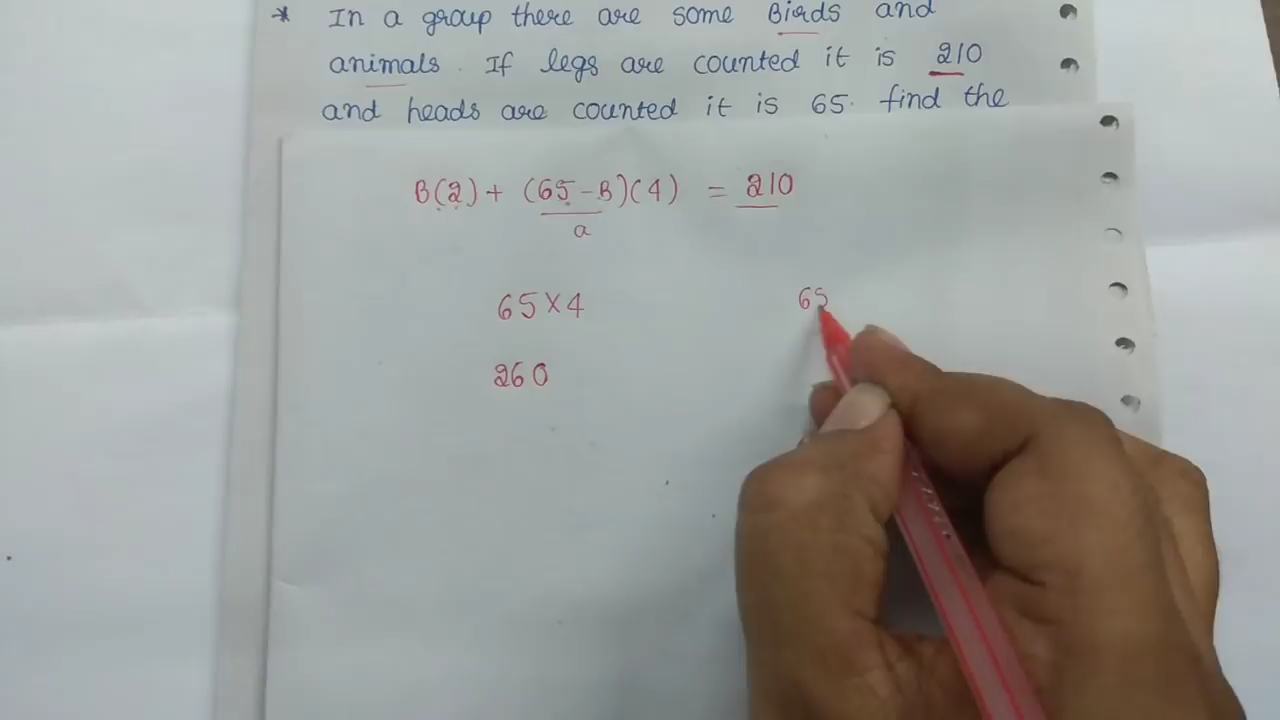 * In a group there are some Birds and
animals. If legs are counted it is 210
and heads are counted it is 65. find the
B(2) + (65-B)(4) = 210
a
65×4 65
260